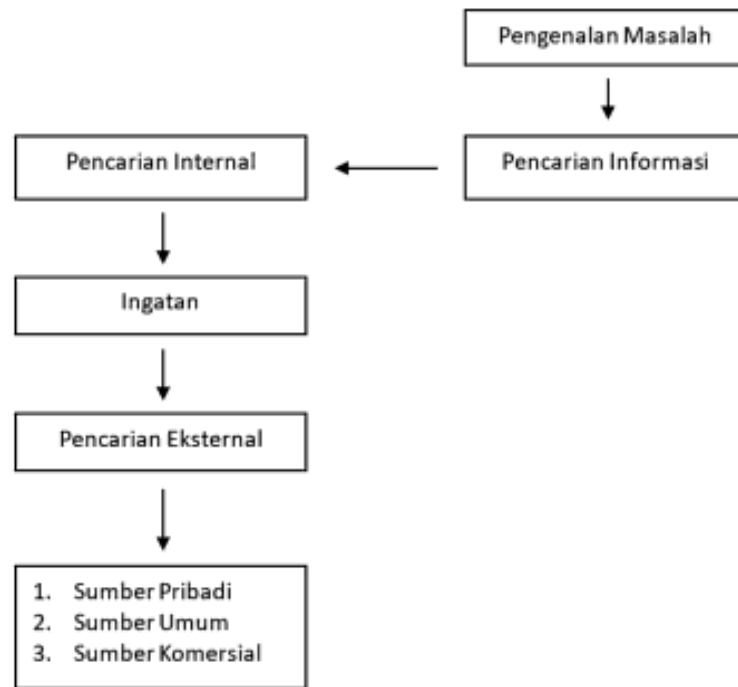 Pengenalan Masalah
Pencarian Informasi
Pencarian Internal
Ingatan
Pencarian Eksternal
1. Sumber Pribadi
2. Sumber Umum
3. Sumber Komersial